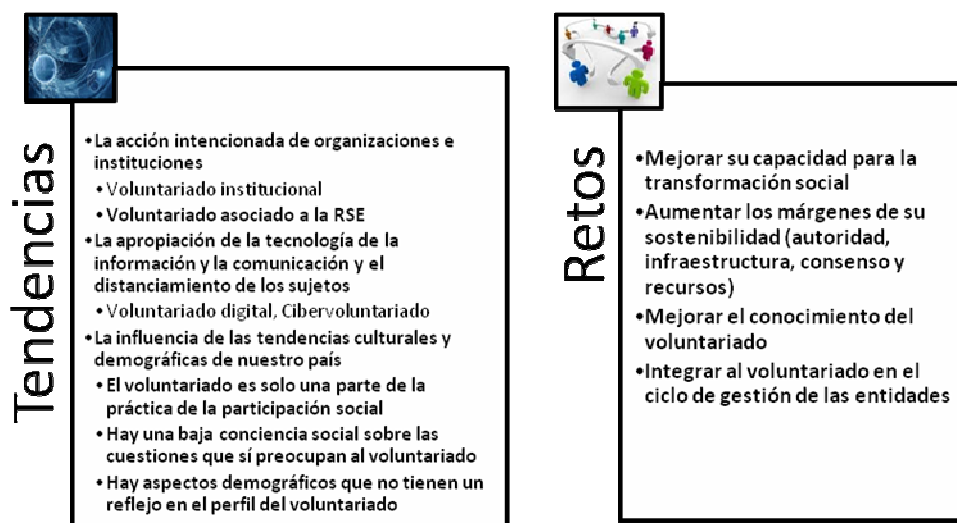 Tendencias
•La acción intencionada de organizaciones e
instituciones
•Voluntariado institucional
•Voluntariado asociado a la RSE
•La apropiación de la tecnología de la
información y la comunicación y el
distanciamiento de los sujetos
•Voluntariado digital, Cibervoluntariado
•La influencia de las tendencias culturales y
demográficas de nuestro país
•El voluntariado es solo una parte de la
práctica de la participación social
•Hay una baja conciencia social sobre las
cuestiones que sí preocupan al voluntariado
•Hay aspectos demográficos que no tienen un
reflejo en el perfil del voluntariado
Retos
•Mejorar su capacidad para la
transformación social
•Aumentar los márgenes de su
sostenibilidad (autoridad,
infraestructura, consenso y
recursos)
•Mejorar el conocimiento del
voluntariado
•Integrar al voluntariado en el
ciclo de gestión de las entidades